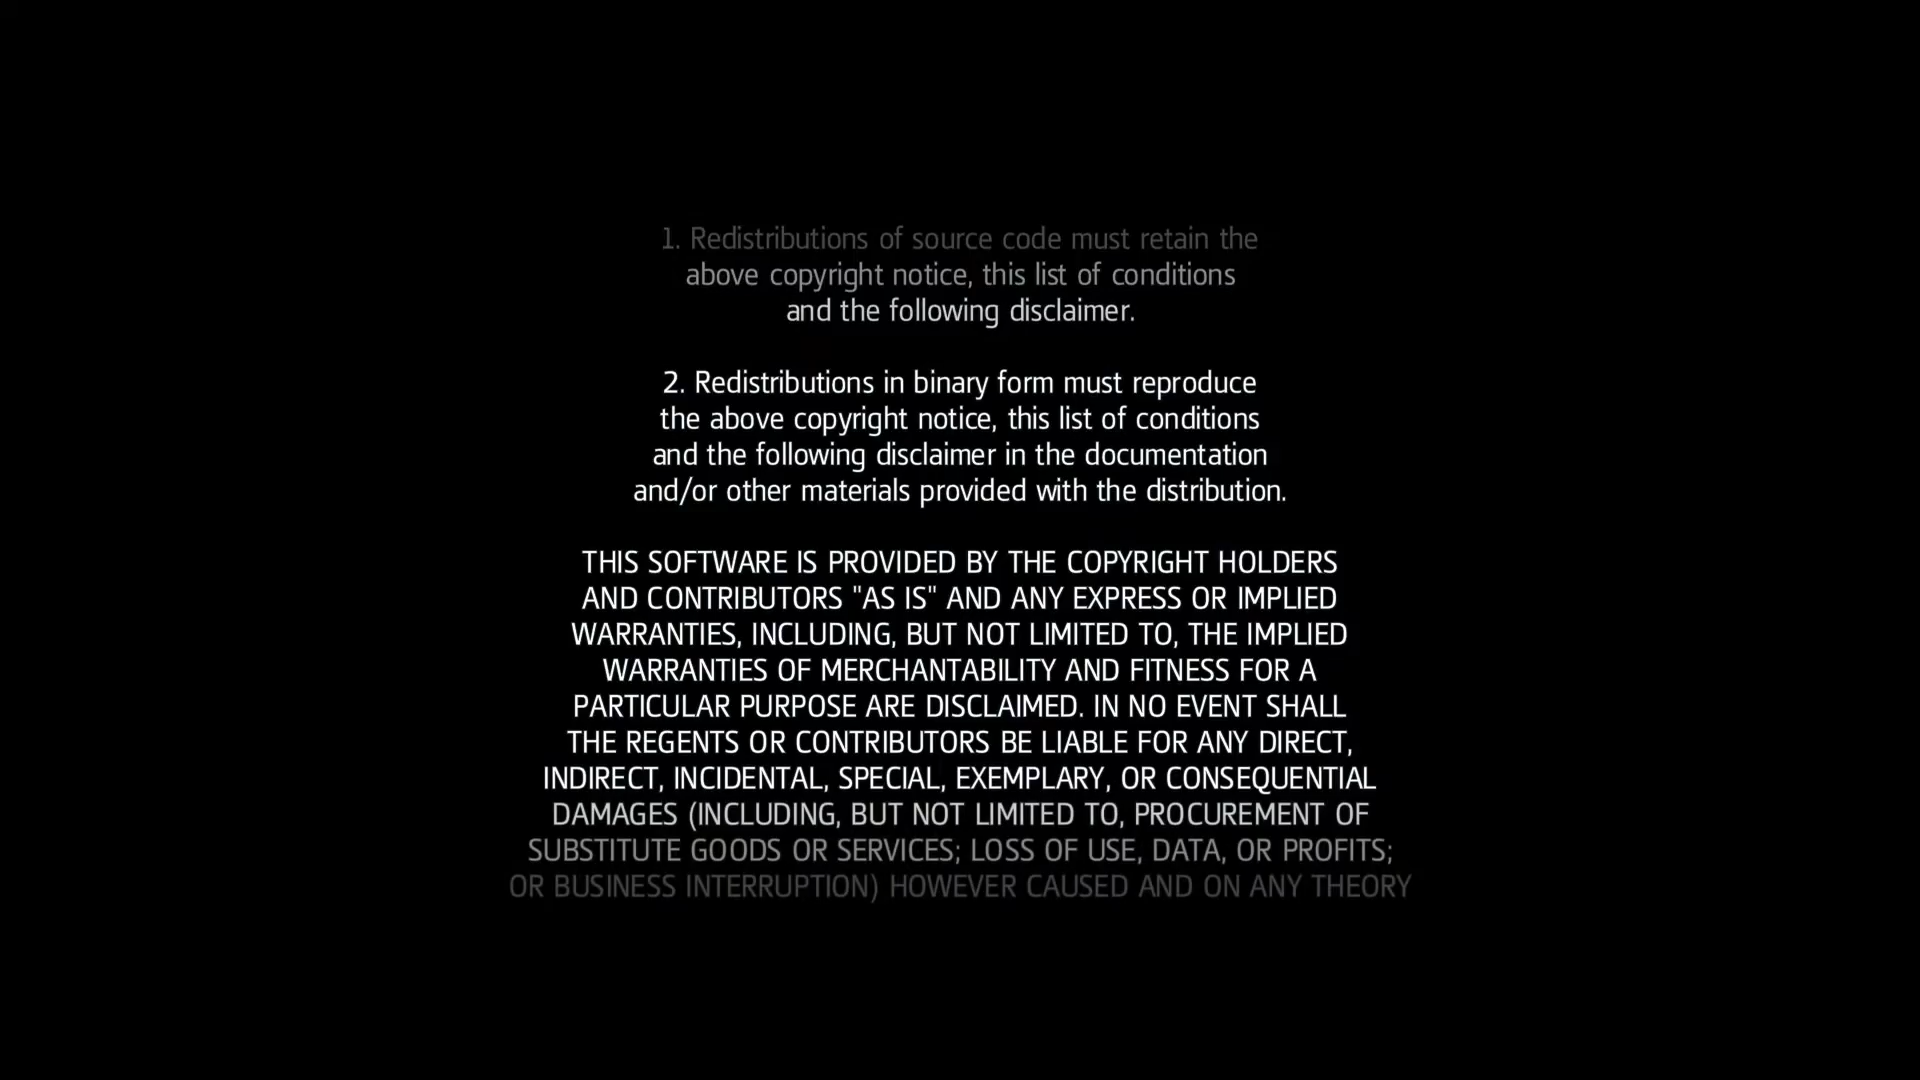 1. Redistributions of source code must retain the
above copyright notice, this list of conditions
and the following disclaimer.
2. Redistributions in binary form must reproduce
the above copyright notice, this list of conditions
and the following disclaimer in the documentation
and/or other materials provided with the distribution.
THIS SOFTWARE IS PROVIDED BY THE COPYRIGHT HOLDERS
AND CONTRIBUTORS "AS IS" AND ANY EXPRESS OR IMPLIED
WARRANTIES, INCLUDING, BUT NOT LIMITED TO, THE IMPLIED
WARRANTIES OF MERCHANTABILITY AND FITNESS FOR A
PARTICULAR PURPOSE ARE DISCLAIMED. IN NO EVENT SHALL
THE REGENTS OR CONTRIBUTORS BE LIABLE FOR ANY DIRECT,
INDIRECT, INCIDENTAL, SPECIAL, EXEMPLARY, OR CONSEQUENTIAL
DAMAGES (INCLUDING, BUT NOT LIMITED TO, PROCUREMENT OF
SUBSTITUTE GOODS OR SERVICES; LOSS OF USE, DATA, OR PROFITS;
OR BUSINESS INTERRUPTION) HOWEVER CAUSED AND ON ANY THEORY